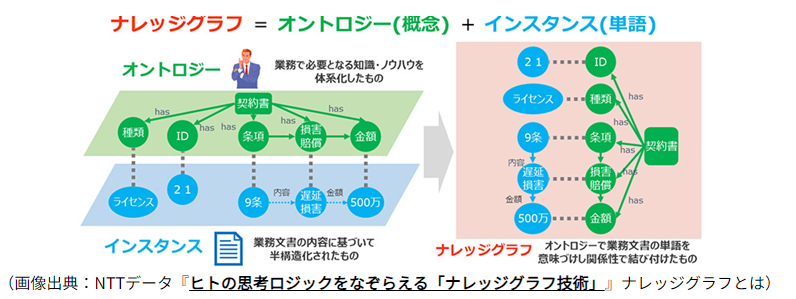 ナレッジグラフ = オントロジー(概念) + インスタンス(単語)
オントロジー
業務で必要となる知識・ノウハウを
体系化したもの
契約書
has
has
has
has
has
種類
ID
条項
損害
賠償
金額
ライセンス
21
9条
内容
遅延
損害
金額
500万
インスタンス
業務文書の内容に基づいて
半構造化されたもの
21
ID
ライセンス
種類
has
has
9条
条項
has
契約書
内容
遅延
損害
損害
賠償
has
金額
has
500万
金額
ナレッジグラフ
オントロジーで業務文書の単語を
意味づけし関係性で結び付けたもの
（画像出典：NTTデータ『ヒトの思考ロジックをなぞらえる「ナレッジグラフ技術」』ナレッジグラフとは）